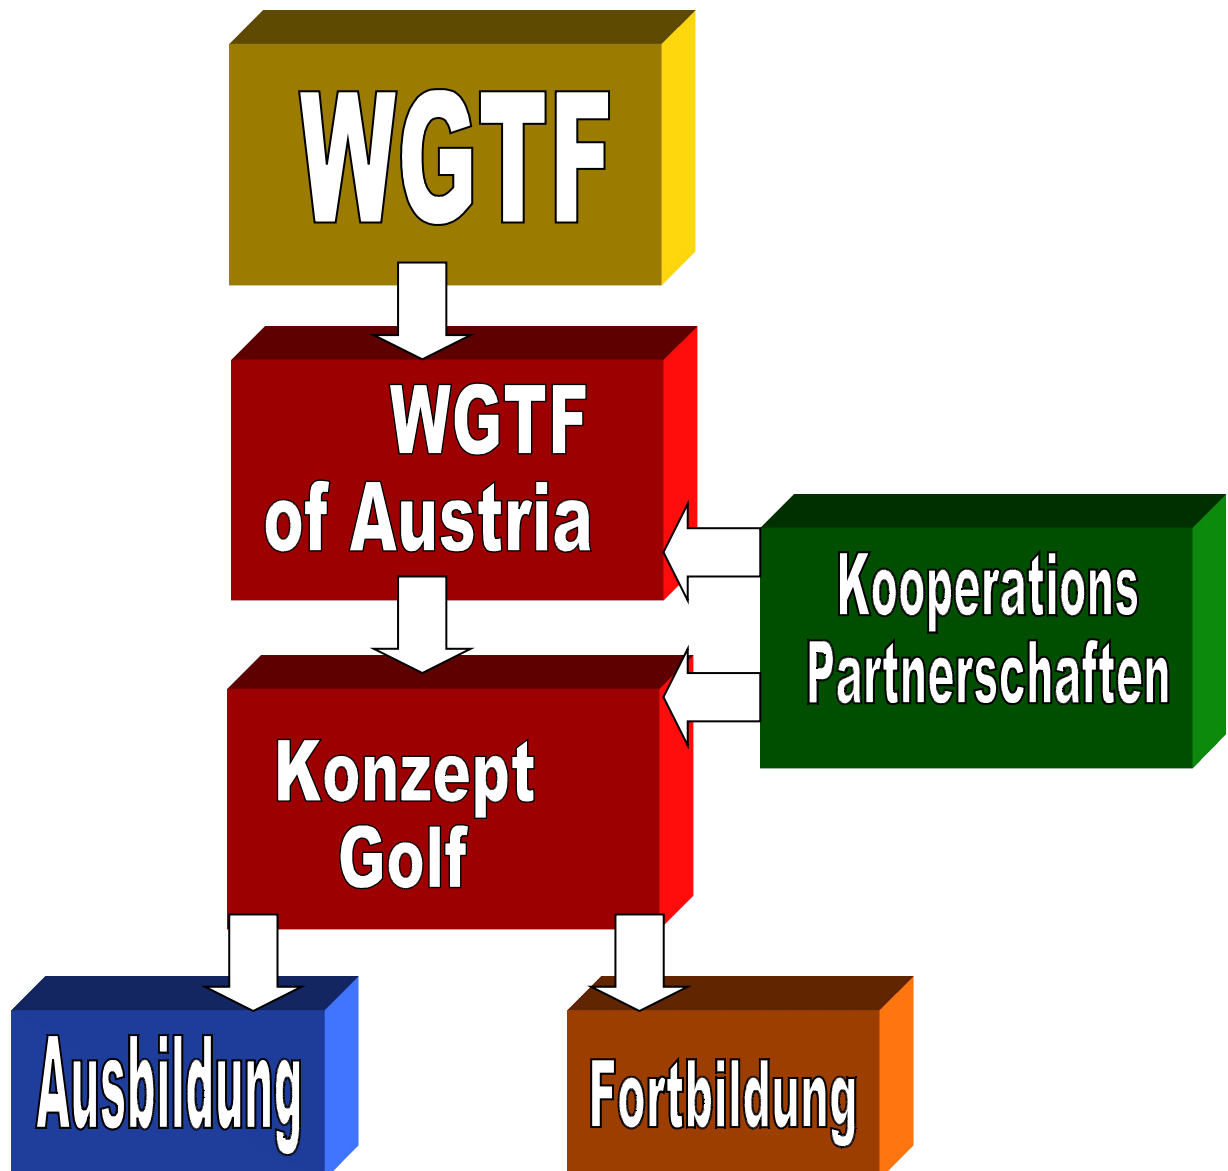 WGTF
WGTF
of Austria
Kooperations
Partnerschaften
Konzept
Golf
Ausbildung
Fortbildung